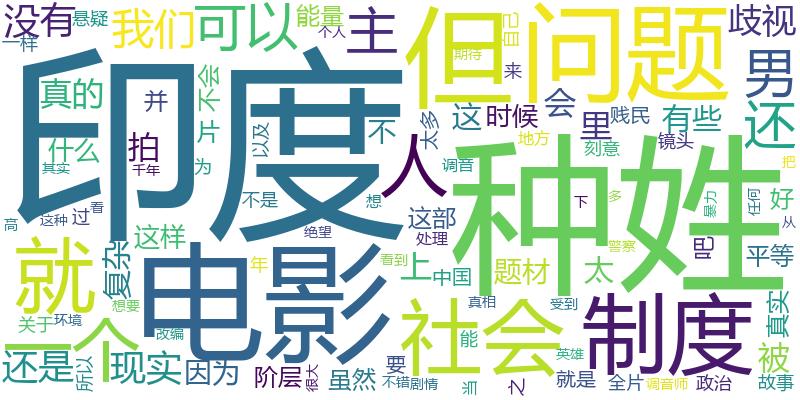 没有
悬疑
我们
可以
能量
个人
主
但
期待
自己
问题
歧视
一样
印度
真的
并
片
不会
拍
千年
什么
其实
为
以及
不
太多
这
时候
来
会
里
贬民
有些
男
还
地方
刻意
镜头
调音
人
种姓
把
不是
想
下
多
暴力
任何
好
从
高
这种
过
看
绝望
这部
处理
就
复杂
这样
电影
年
看到
上
中国
题材
太
警察
吧
平等
想要
关于
环境
改编
一个
社会
真相
受到
制度
真实
还是
所以
现实
因为
阶层
很大
虽然
要
不错
剧情
能
当
之
英雄
就是
全片
调音师
政治
被
故事